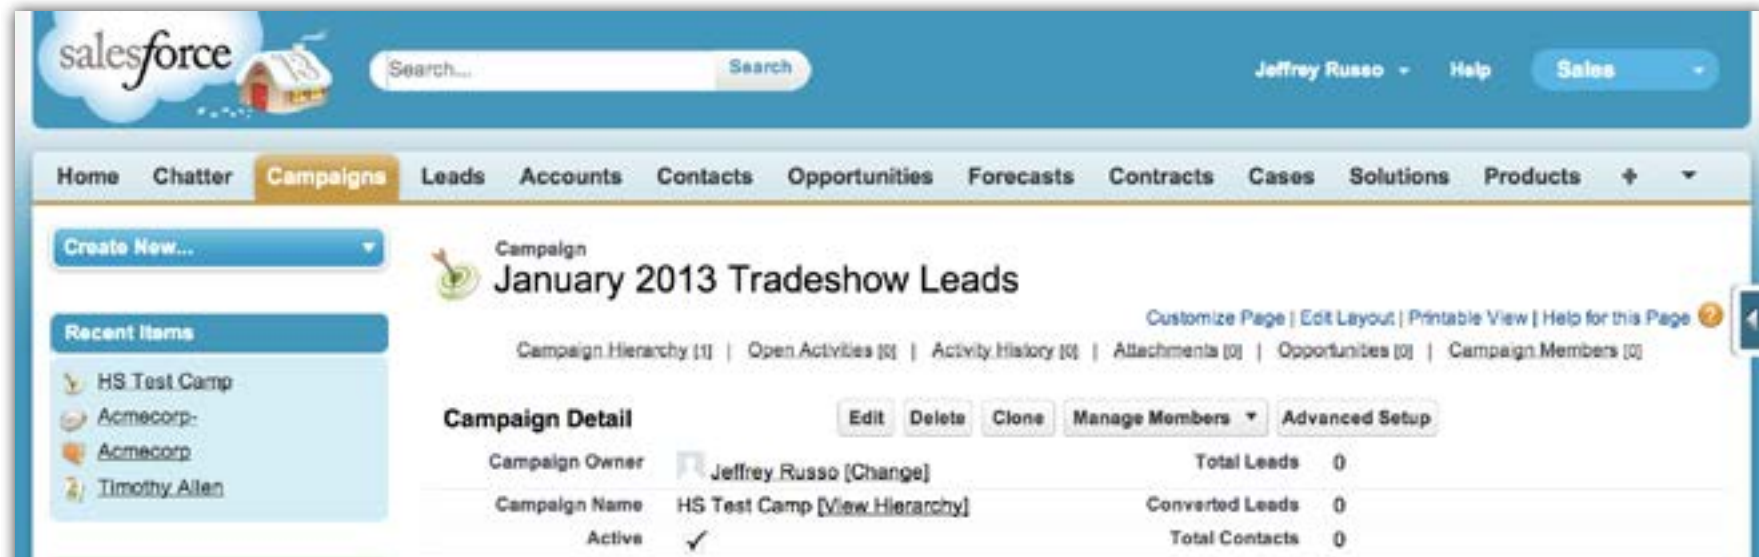 salesforce
Search... Search Jeffrey Russo Help Sales
Home Chatter Campaigns Leads Accounts Contacts Opportunities Forecasts Contracts Cases Solutions Products +
Create New...
Campaign
January 2013 Tradeshow Leads
Customize Page | Edit Layout | Printable View | Help for this Page ?
Campaign Hierarchy [1] | Open Activities [0] | Activity History [0] | Attachments [0] | Opportunities [0] | Campaign Members [0]
Recent Items
HS Test Camp
Acmecorp-
Acmecorp
Timothy Allen
Campaign Detail Edit Delete Clone Manage Members Advanced Setup
Campaign Owner Jeffrey Russo [Change] Total Leads 0
Campaign Name HS Test Camp [View Hierarchy] Converted Leads 0
Active ✓ Total Contacts 0